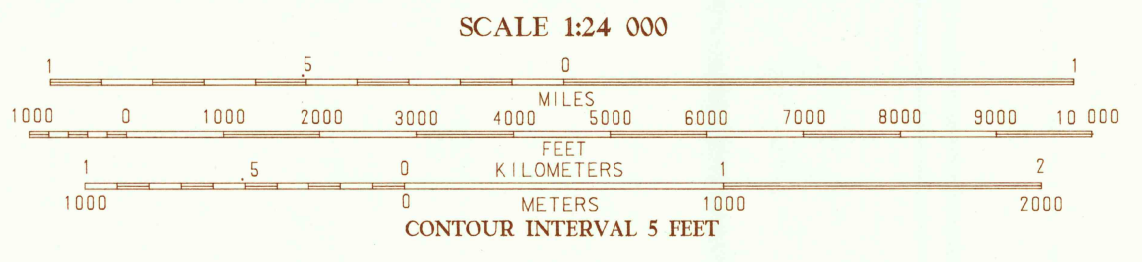 SCALE 1:24 000
1 .5 0 1
MILES
1000 0 1000 2000 3000 4000 5000 6000 7000 8000 9000 10 000
FEET
1 .5 0 KILOMETERS 1 2
1000 0 METERS 1000 2000
CONTOUR INTERVAL 5 FEET